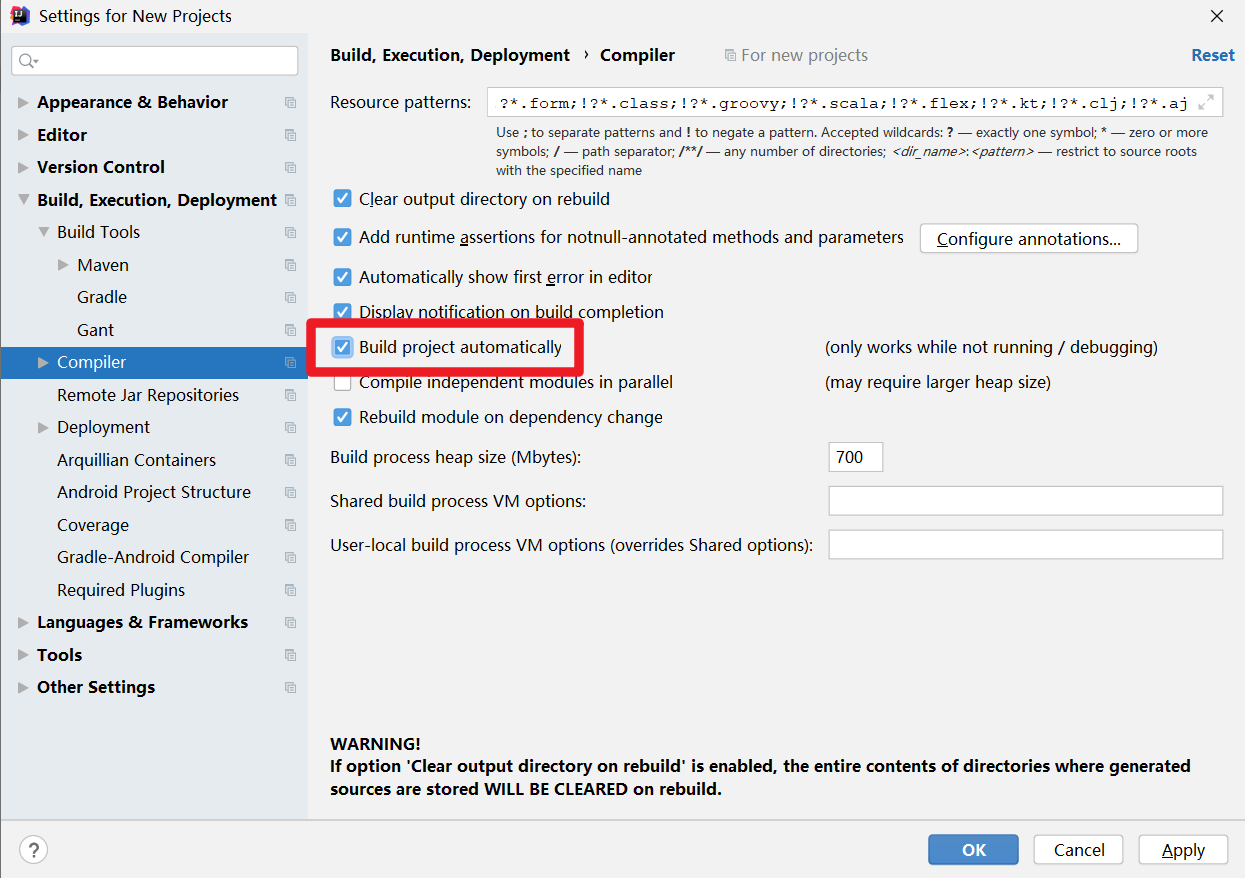 Settings for New Projects
Build, Execution, Deployment › Compiler For new projects Reset
Appearance & Behavior
Editor
Version Control
Build, Execution, Deployment
Build Tools
Maven
Gradle
Gant
Compiler
Remote Jar Repositories
Deployment
Arquillian Containers
Android Project Structure
Coverage
Gradle-Android Compiler
Required Plugins
Languages & Frameworks
Tools
Other Settings
Resource patterns: ?*.form;!?*.class;!?*.groovy;!?*.scala;!?*.flex;!?*.kt;!?*.clj;!?*.aj
Use ; to separate patterns and ! to negate a pattern. Accepted wildcards: ? — exactly one symbol; * — zero or more
symbols; / — path separator; /**/ — any number of directories; <dir_name>:<pattern> — restrict to source roots
with the specified name
Clear output directory on rebuild
Add runtime assertions for notnull-annotated methods and parameters Configure annotations...
Automatically show first error in editor
Display notification on build completion
Build project automatically (only works while not running / debugging)
Compile independent modules in parallel (may require larger heap size)
Rebuild module on dependency change
Build process heap size (Mbytes): 700
Shared build process VM options:
User-local build process VM options (overrides Shared options):
WARNING!
If option 'Clear output directory on rebuild' is enabled, the entire contents of directories where generated
sources are stored WILL BE CLEARED on rebuild.
? OK Cancel Apply